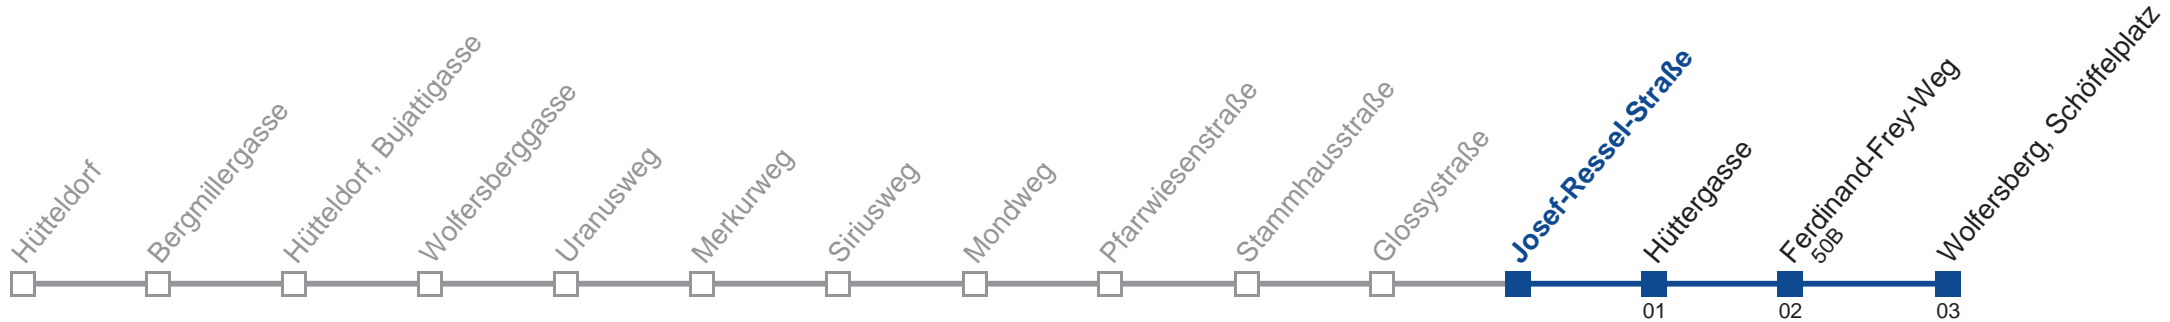 Hütteldorf
Bergmillergasse
Hütteldorf, Bujattigasse
Wolfersberggasse
Uranusweg
Merkurweg
Siriusweg
Mondweg
Pfarrwiesenstraße
Stammhausstraße
Glossystraße
Josef-Ressel-Straße
Hüttergasse
Ferdinand-Frey-Weg
50B
Wolfersberg, Schöffelplatz
01
02
03